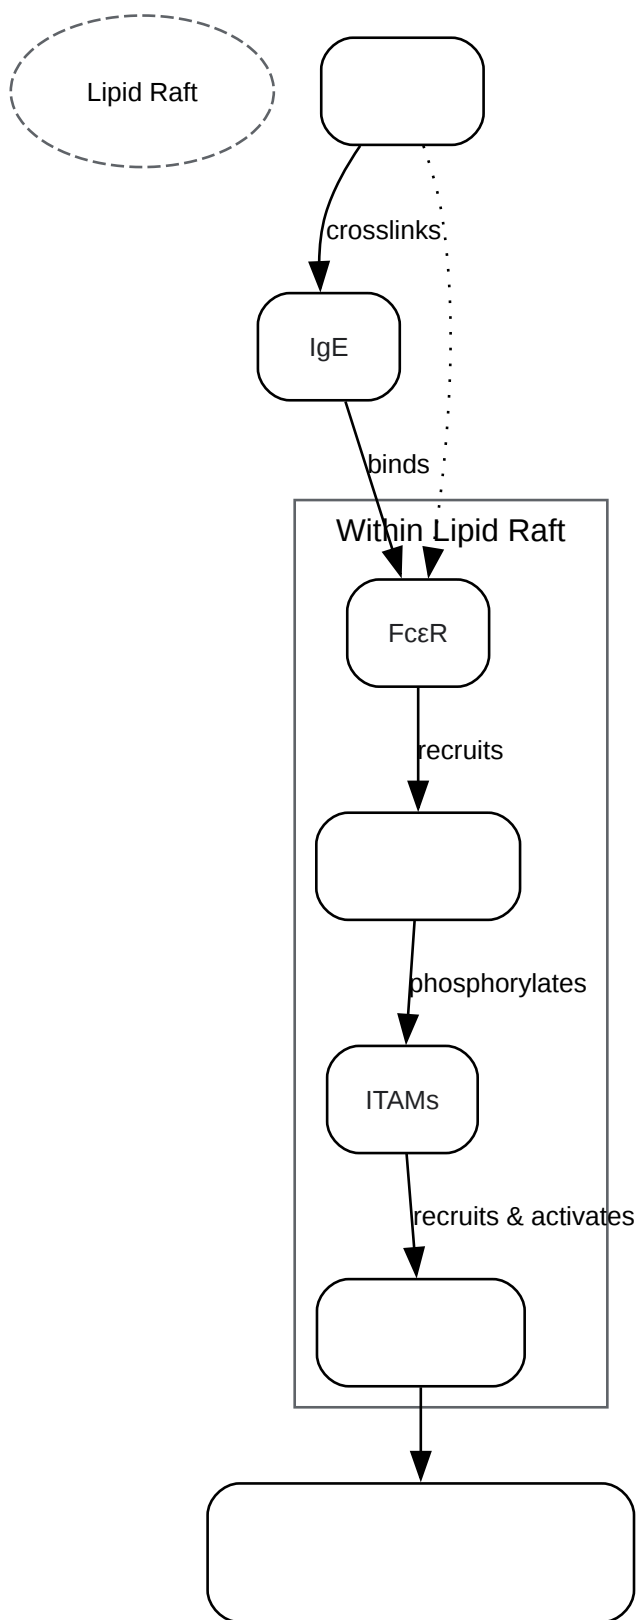 Lipid Raft
crosslinks
IgE
binds
Within Lipid Raft
FcεR
recruits
phosphorylates
ITAMs
recruits & activates